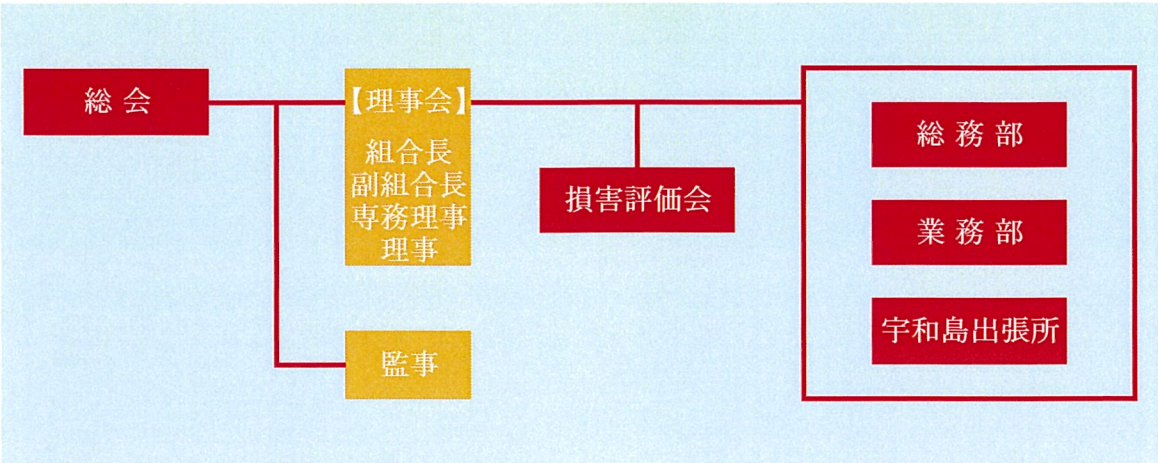 総会
【理事会】
組合長
副組合長
専務理事
理事
監事
損害評価会
総務部
業務部
宇和島出張所